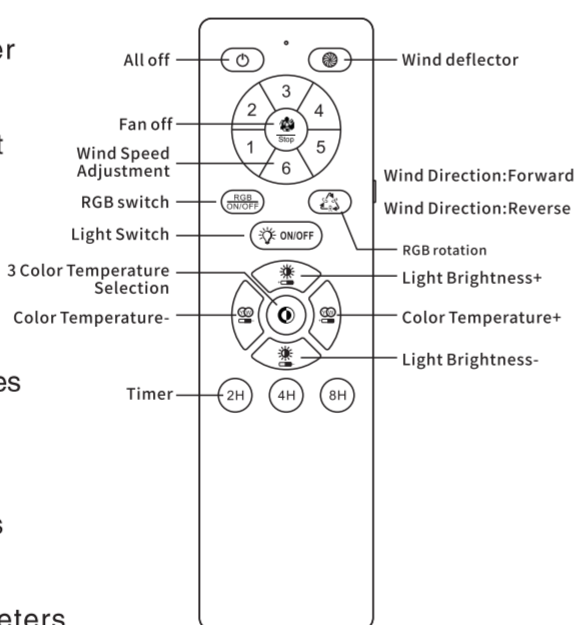 er
All off
Wind deflector
3
2
4
Fan off
Stop
t
1
5
Wind Speed
Adjustment
6
Wind Direction:Forward
RGB switch
RGB
ON/OFF
Wind Direction:Reverse
Light Switch
ON/OFF
RGB rotation
3 Color Temperature
Selection
Light Brightness+
Color Temperature-
Color Temperature+
Light Brightness-
es
Timer
2H
4H
8H
s
eters